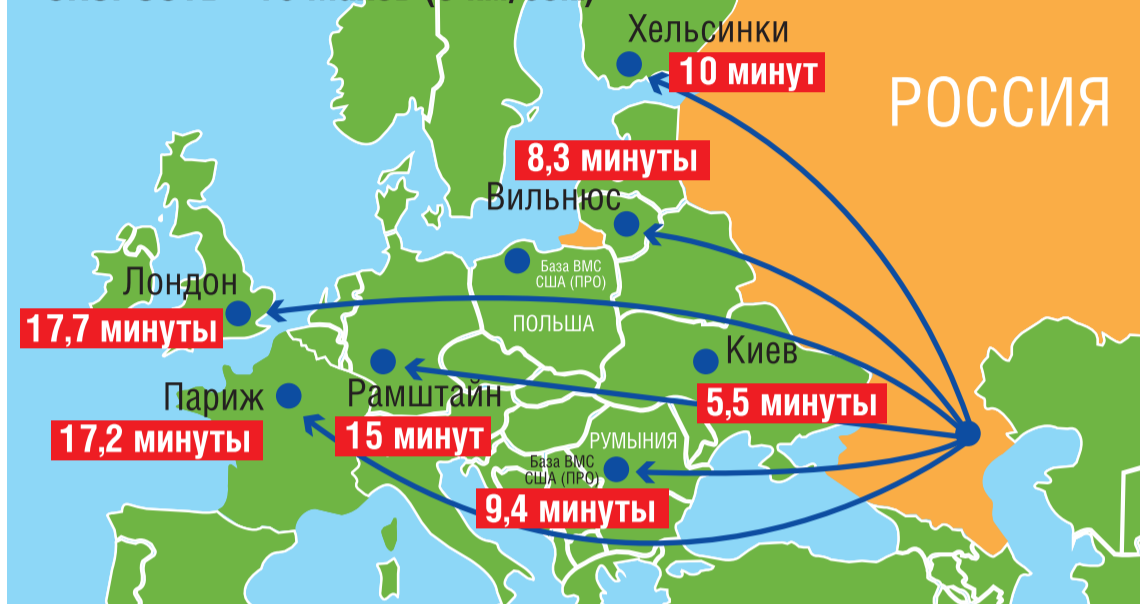 Хельсинки
10 минут
РОССИЯ
8,3 минуты
Вильнюс
База ВМС
США (ПРО)
Лондон
17,7 минуты
ПОЛЬША
Киев
5,5 минуты
Париж
17,2 минуты
Рамштайн
15 минут
РУМЫНИЯ
База ВМС
США (ПРО)
9,4 минуты